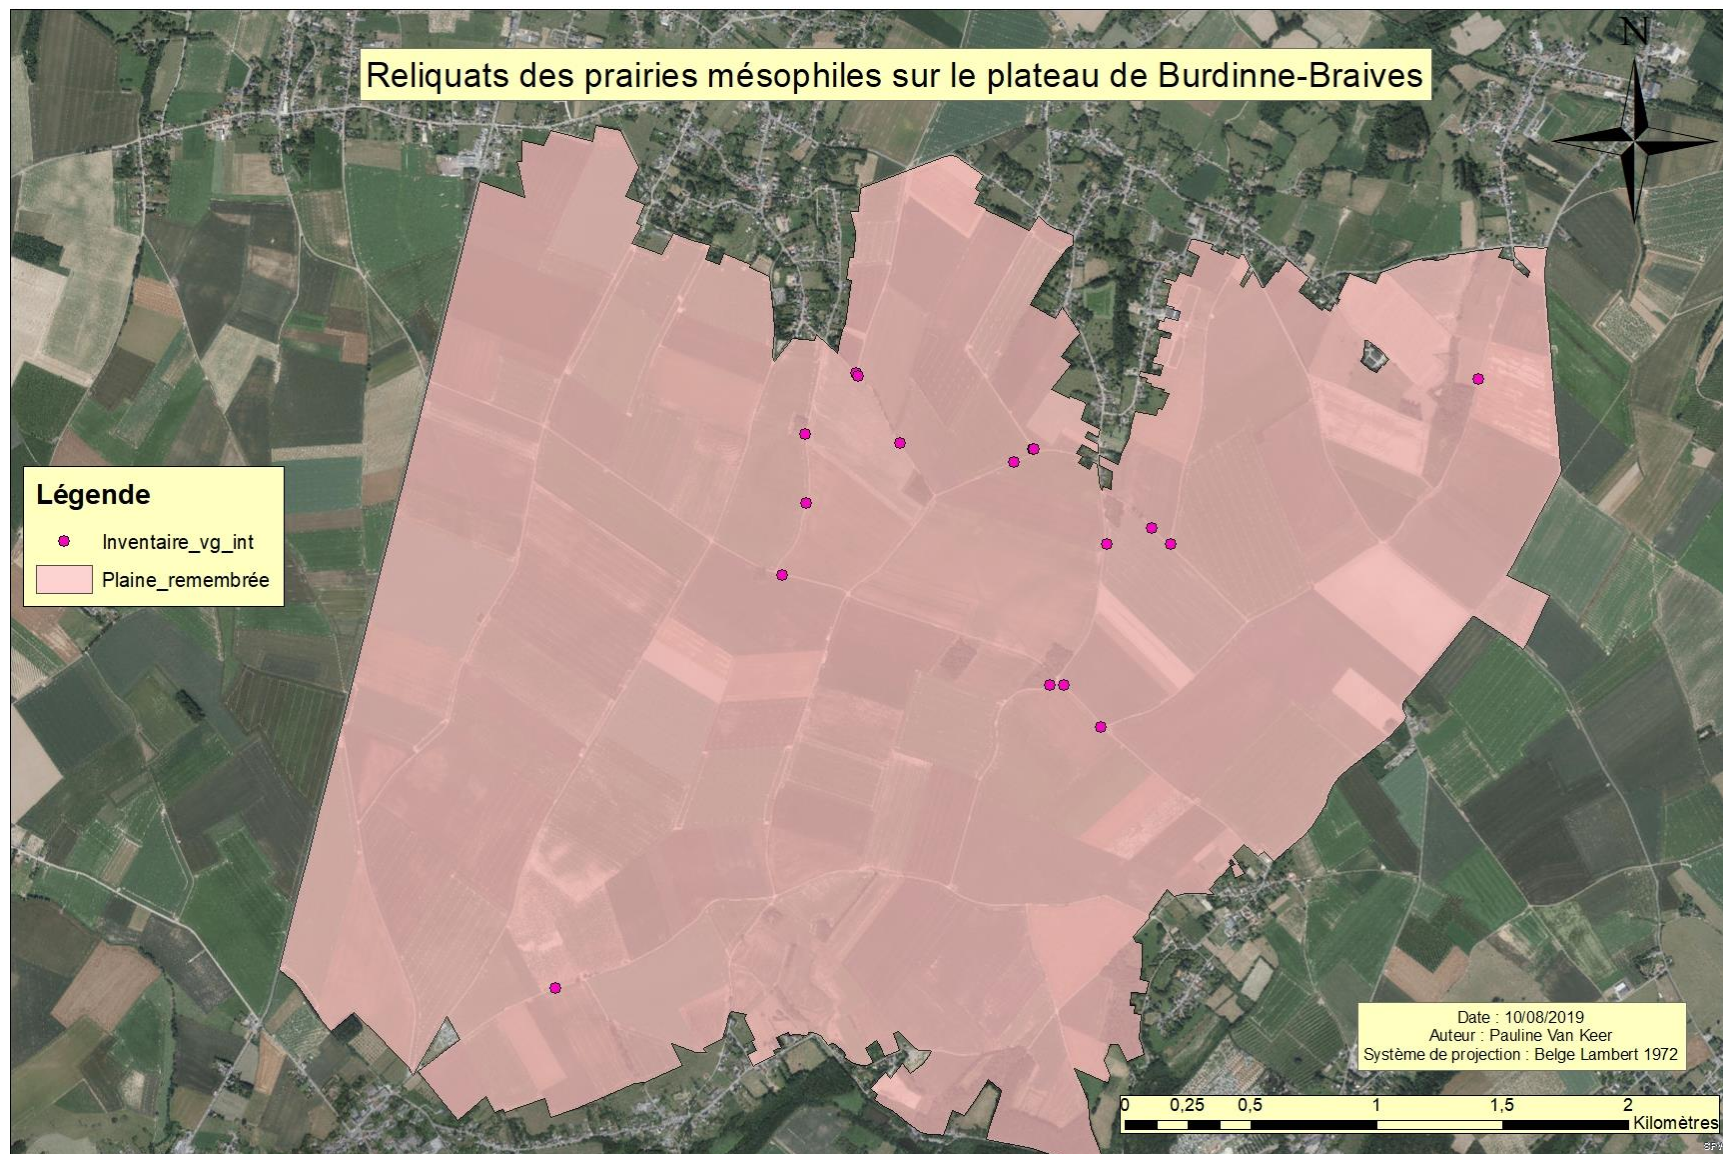 N
Reliquats des prairies mésophiles sur le plateau de Burdinne-Braives
Légende
Inventaire_vg_int
Plaine_remembrée
Date : 10/08/2019
Auteur : Pauline Van Keer
Système de projection : Belge Lambert 1972
0 0,25 0,5 1 1,5 2
Kilomètres